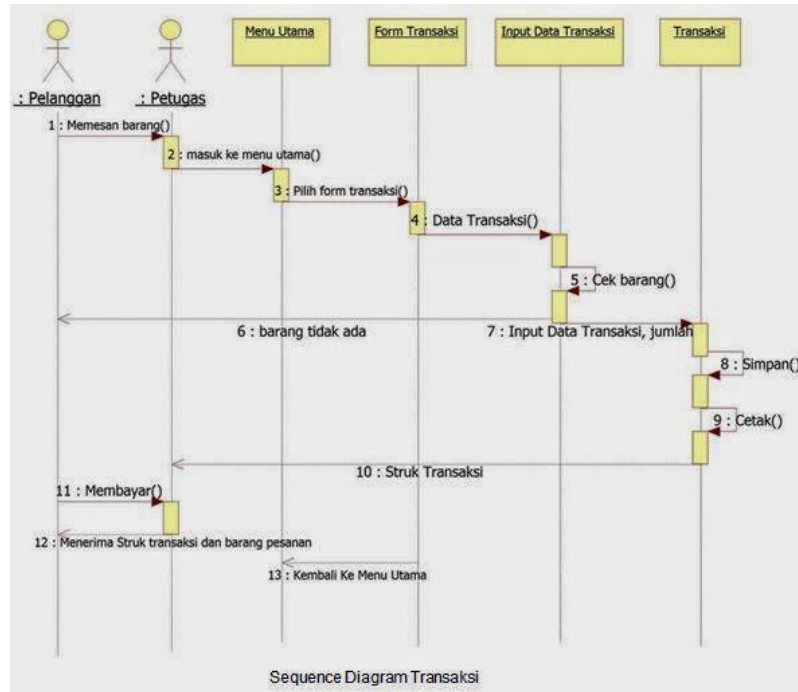 Menu Utama
Form Transaksi
Input Data Transaksi
Transaksi
: Pelanggan
: Petugas
1 : Memesan barang()
2 : masuk ke menu utama()
3 : Pilih form transaksi()
4 : Data Transaksi()
5 : Cek barang()
6 : barang tidak ada
7 : Input Data Transaksi, jumlah
8 : Simpan()
9 : Cetak()
10 : Struk Transaksi
11 : Membayar()
12 : Menerima Struk transaksi dan barang pesanan
13 : Kembali Ke Menu Utama
Sequence Diagram Transaksi